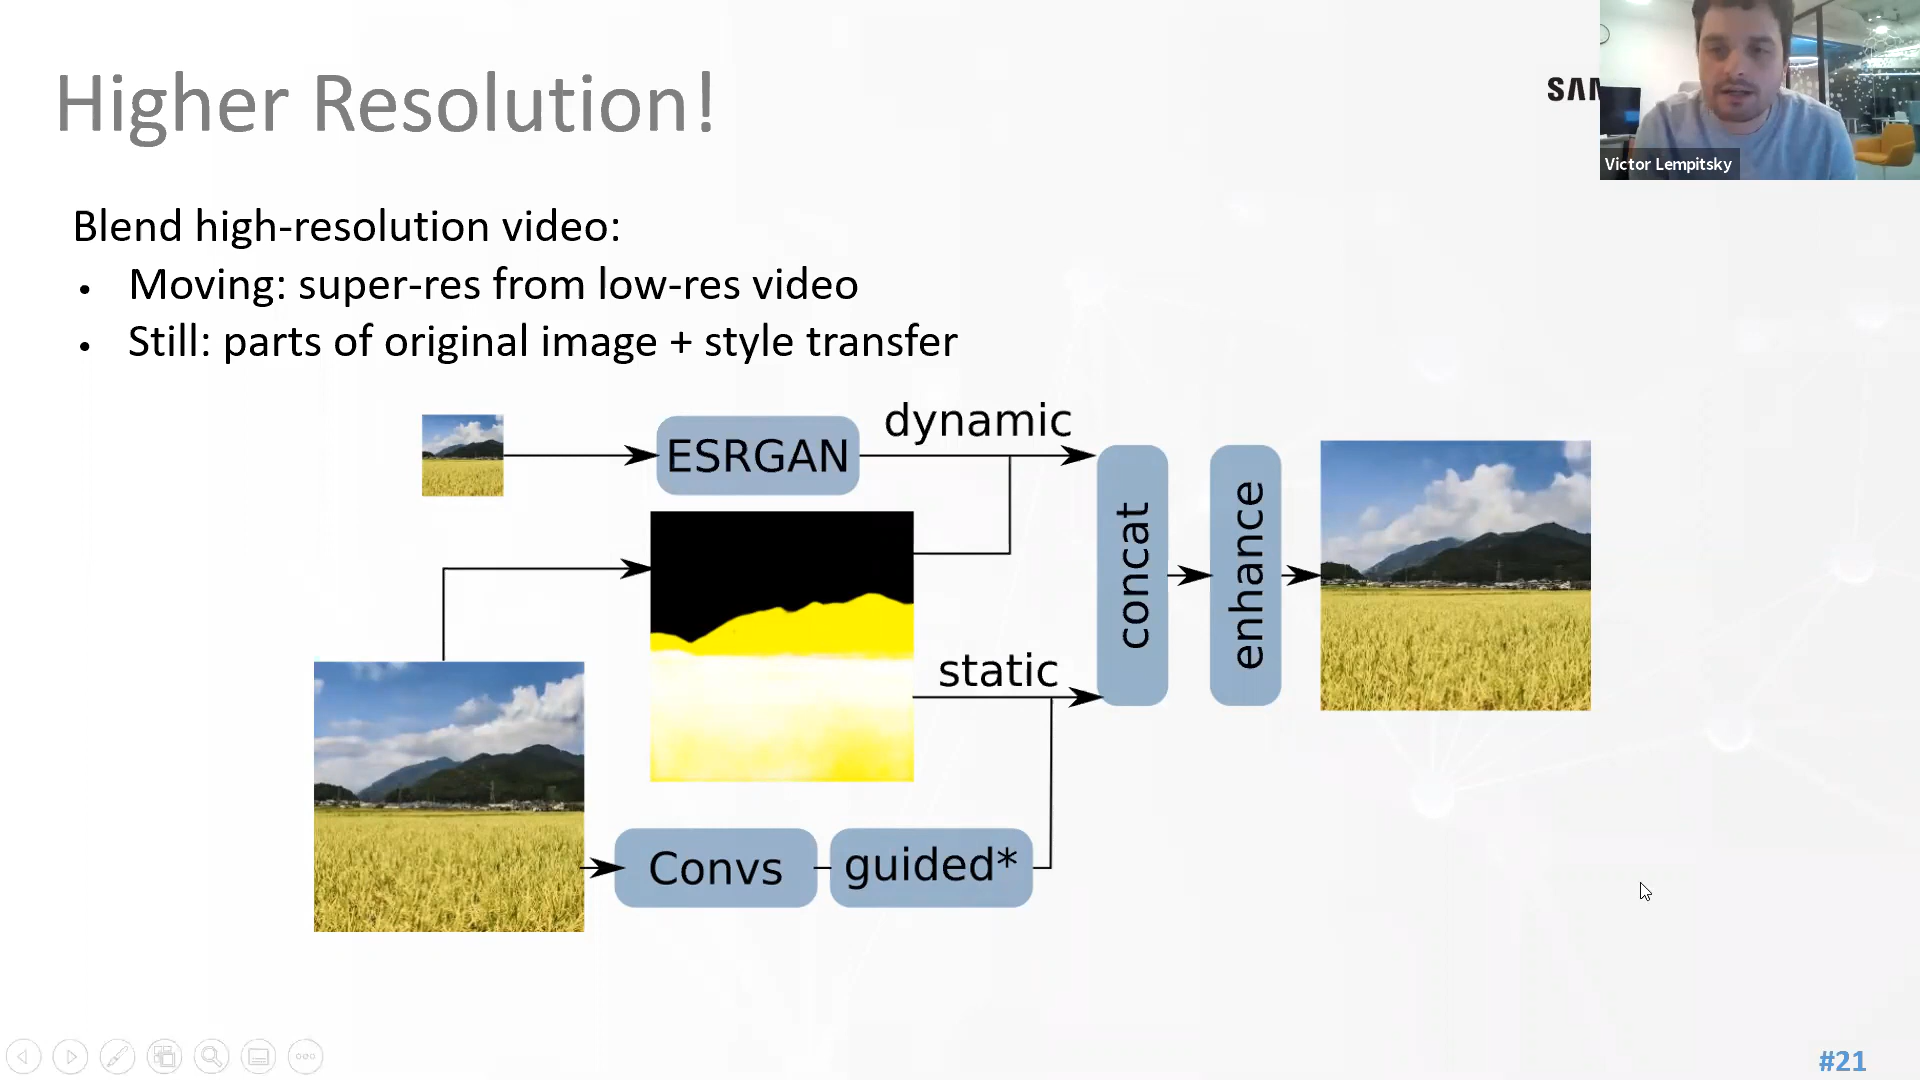 Higher Resolution!
Victor Lempitsky
Blend high-resolution video:
• Moving: super-res from low-res video
• Still: parts of original image + style transfer
dynamic
ESRGAN
concat
enhance
static
Convs
guided*
#21